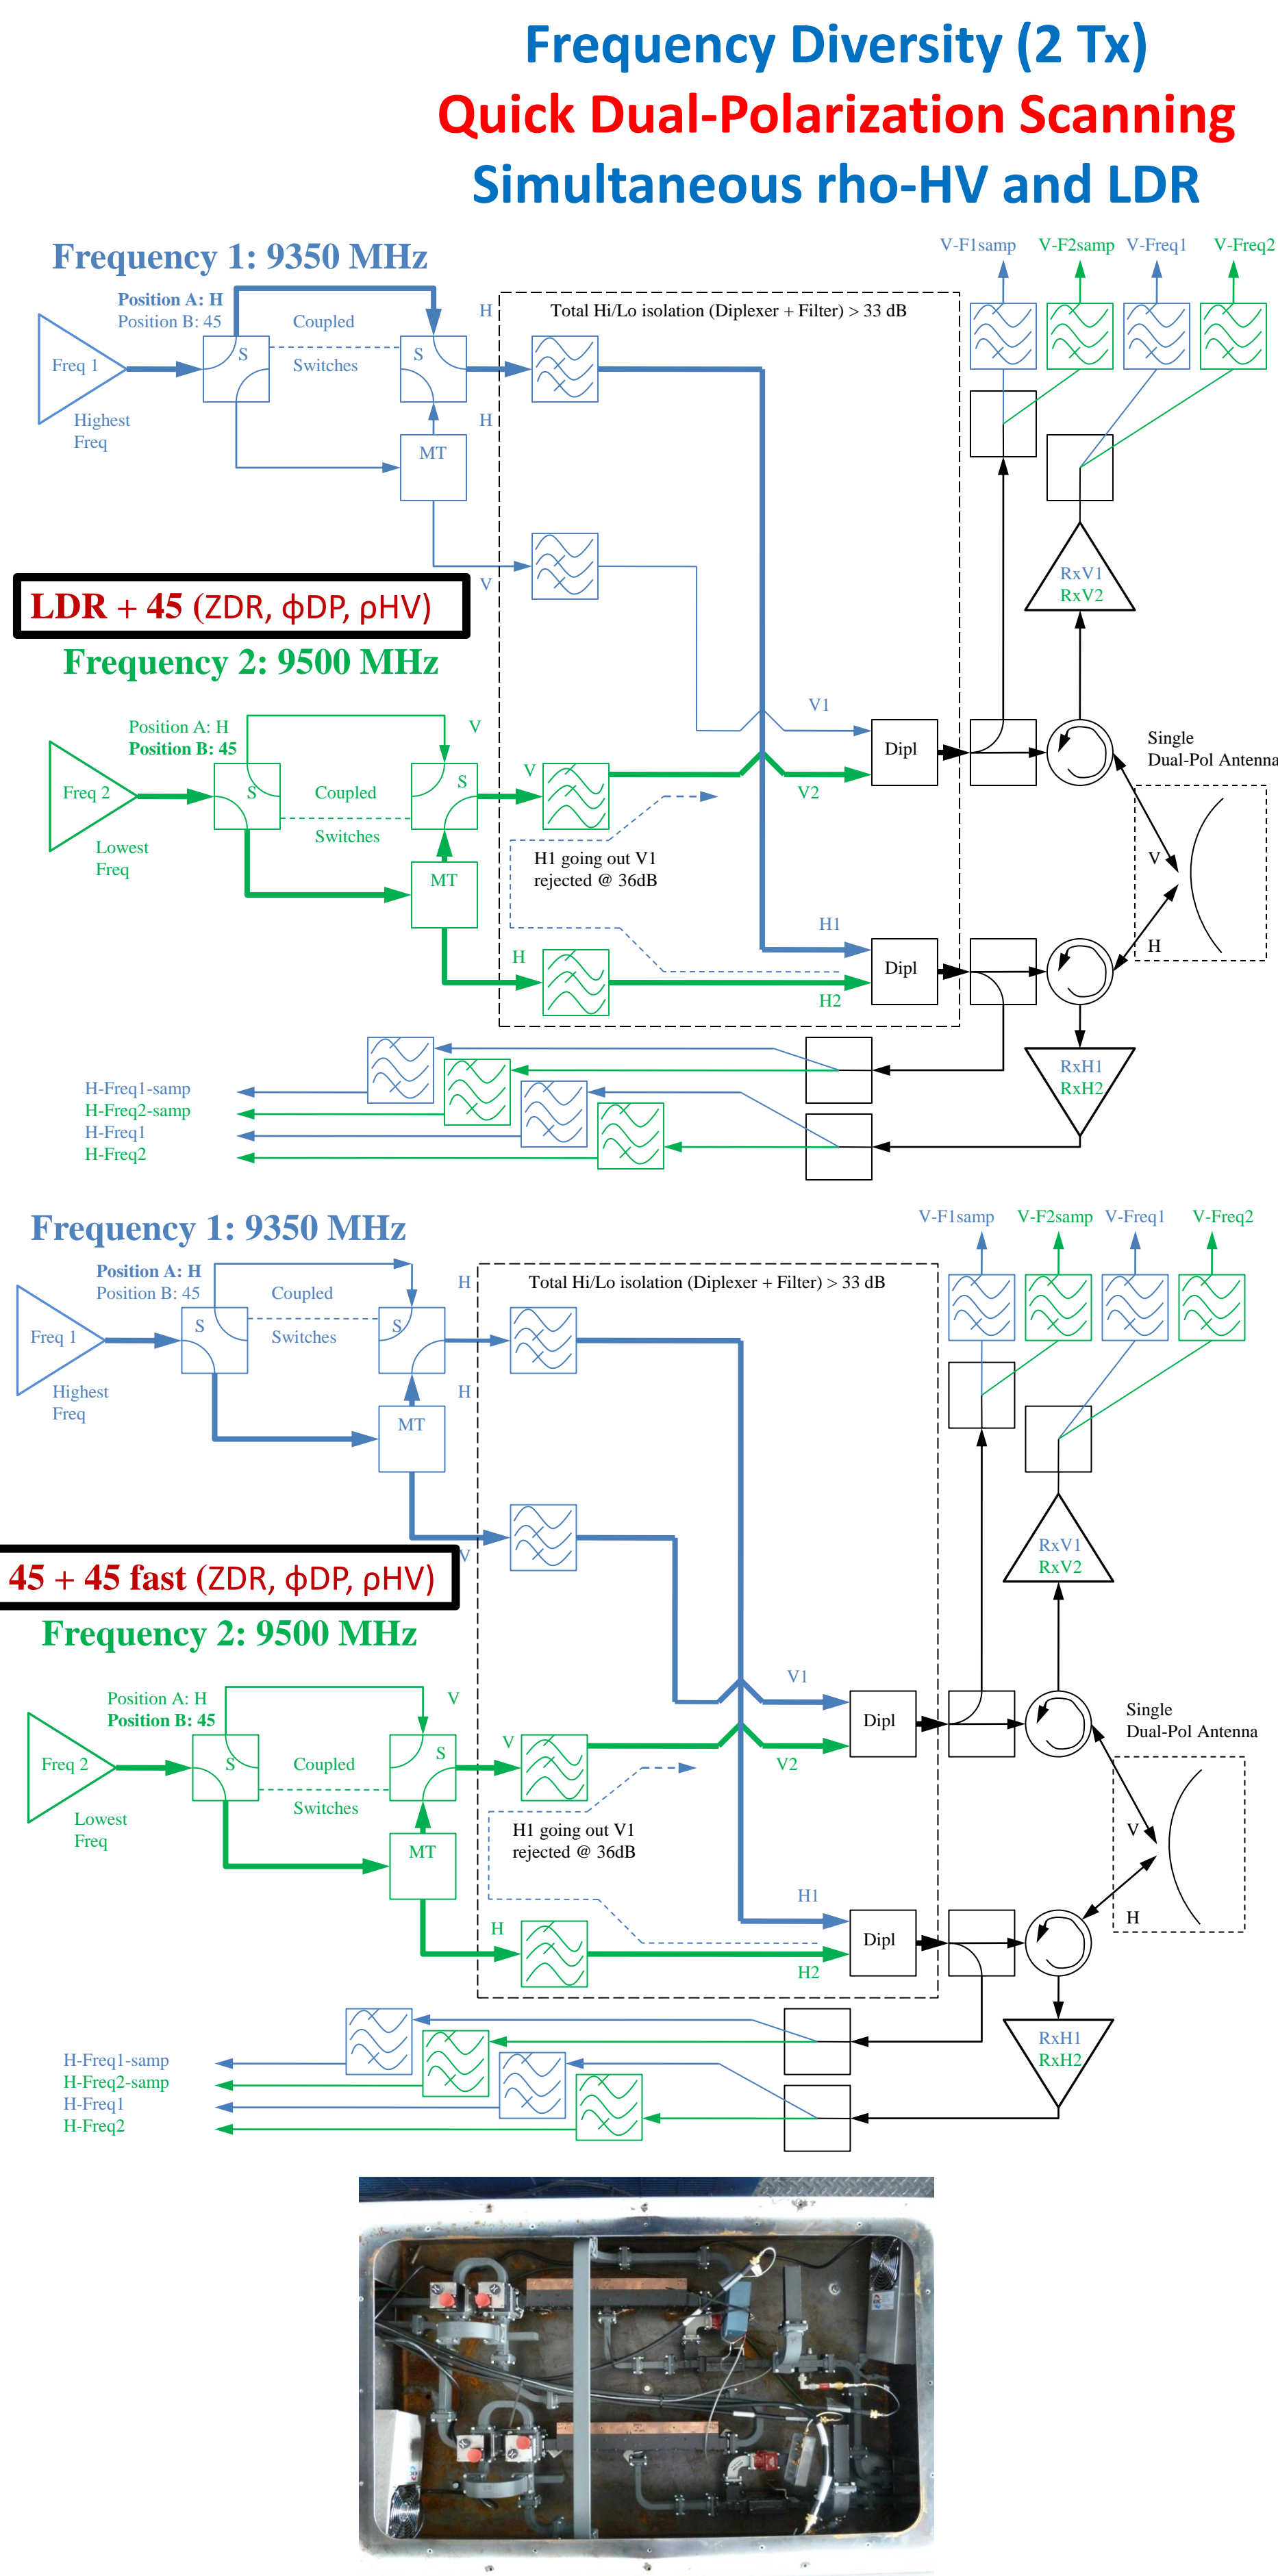 Frequency Diversity (2 Tx)
Quick Dual-Polarization Scanning
Simultaneous rho-HV and LDR
Frequency 1: 9350 MHz
V-F1samp
V-F2samp
V-Freq1
V-Freq2
Position A: H
Position B: 45
Coupled
Switches
H
Total Hi/Lo isolation (Diplexer + Filter) > 33 dB
Freq 1
S
S
Highest
Freq
H
MT
V
RxV1
RxV2
LDR + 45 (ZDR, ϕDP, ρHV)
Frequency 2: 9500 MHz
Position A: H
Position B: 45
V
V1
Dipl
Single
Dual-Pol Antenna
Freq 2
S
Coupled
Switches
S
V
V2
Lowest
Freq
MT
H1 going out V1
rejected @ 36dB
V
H
H1
Dipl
H
H2
RxH1
RxH2
H-Freq1-samp
H-Freq2-samp
H-Freq1
H-Freq2
Frequency 1: 9350 MHz
V-F1samp
V-F2samp
V-Freq1
V-Freq2
Position A: H
Position B: 45
Coupled
Switches
H
Total Hi/Lo isolation (Diplexer + Filter) > 33 dB
Freq 1
S
S
Highest
Freq
H
MT
V
RxV1
RxV2
45 + 45 fast (ZDR, ϕDP, ρHV)
Frequency 2: 9500 MHz
Position A: H
Position B: 45
V
V1
Dipl
Single
Dual-Pol Antenna
Freq 2
S
Coupled
Switches
S
V
V2
Lowest
Freq
MT
H1 going out V1
rejected @ 36dB
V
H
H1
Dipl
H
H2
RxH1
RxH2
H-Freq1-samp
H-Freq2-samp
H-Freq1
H-Freq2